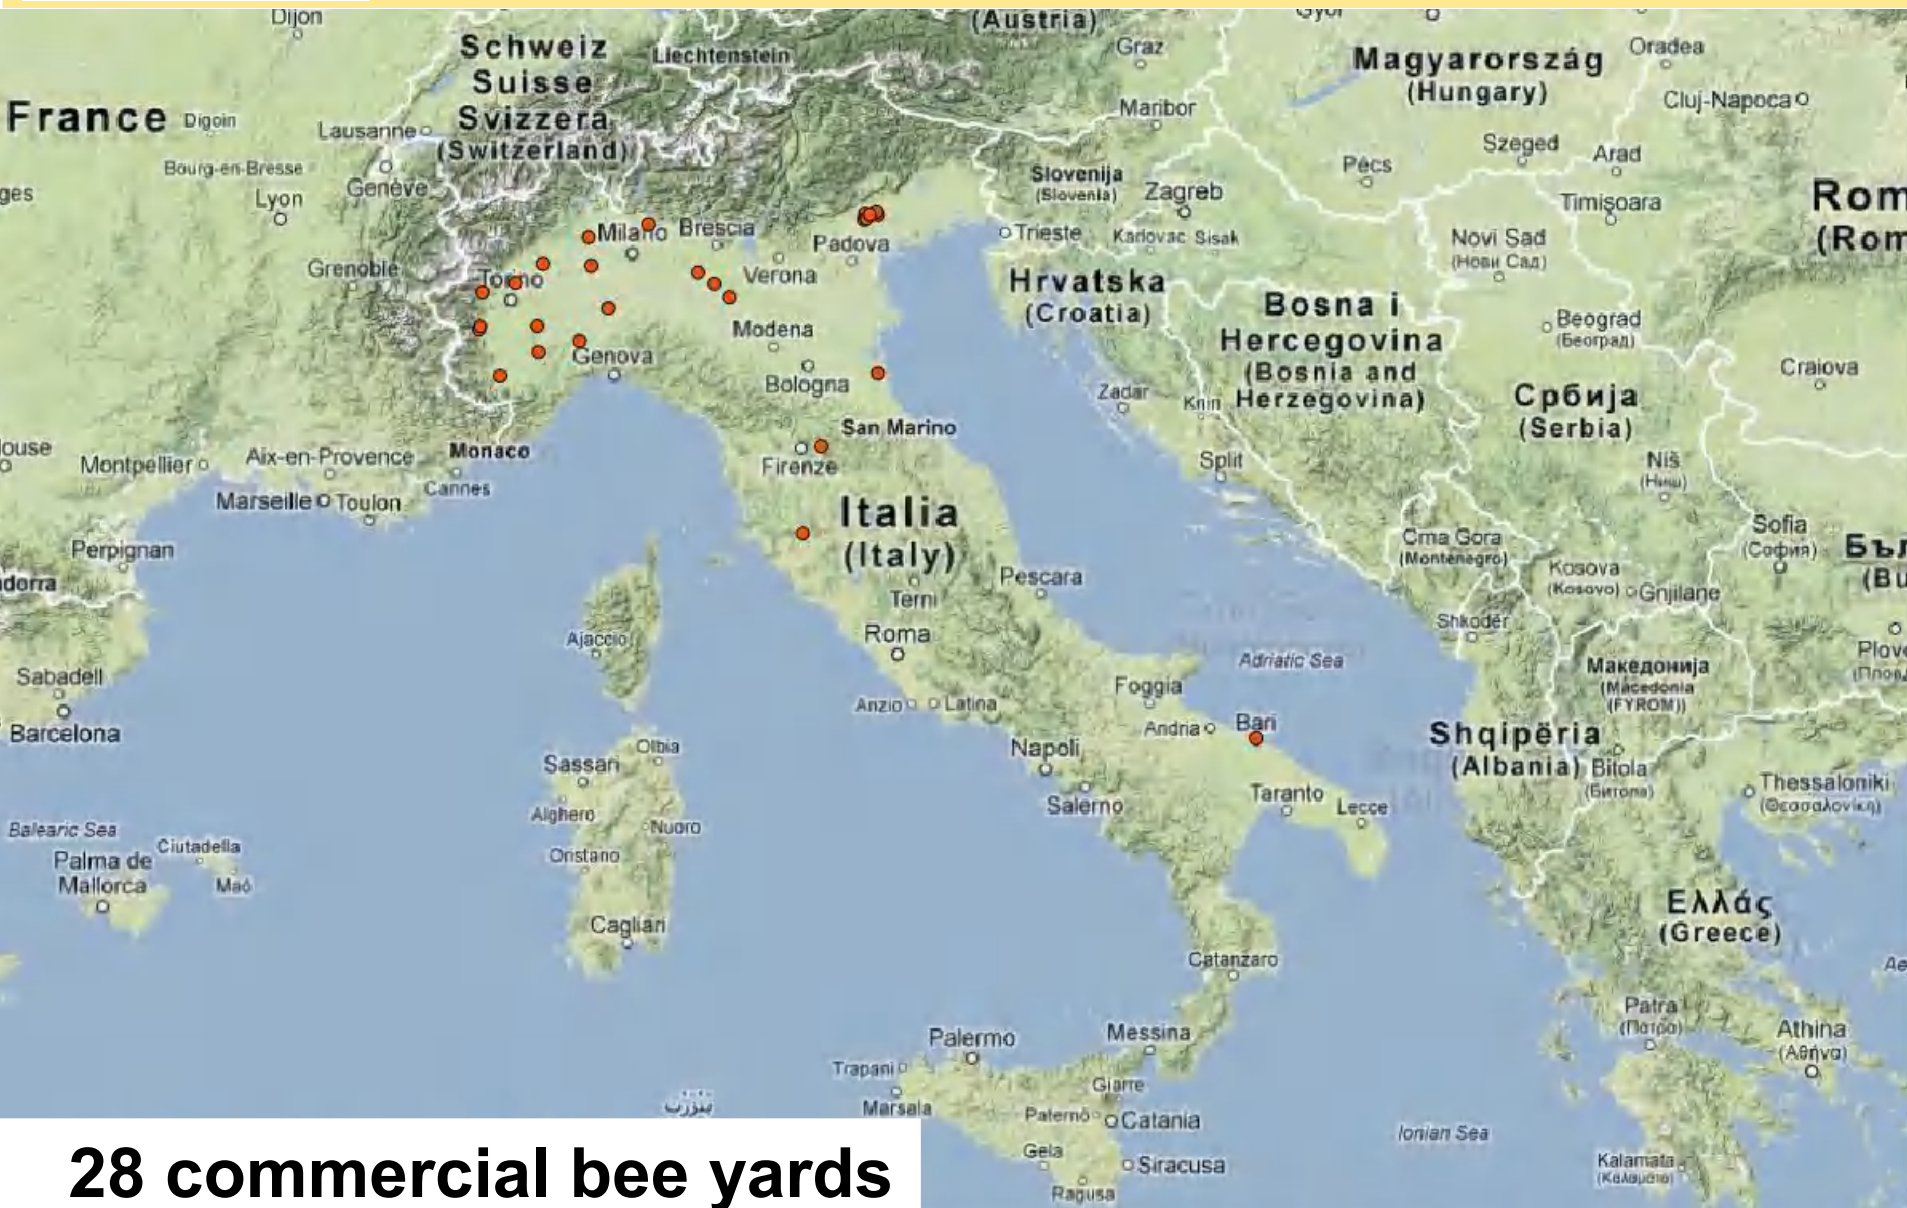 Dijon
(Austria)
Győr
Schweiz
Suisse
Svizzera
(Switzerland)
Liechtenstein
Graz
Magyarország
(Hungary)
Oradea
France
Digoin
Lausanne
Maribor
Cluj-Napoca
Bourg-en-Bresse
Genève
Lyon
Slovenija
(Slovenia)
Zagreb
Pécs
Szeged
Arad
Timişoara
Rom
(Rom
ges
Milano
Brescia
Padova
Trieste
Karlovac
Sisak
Novi Sad
(Нови Сад)
Grenoble
Torino
Verona
Hrvatska
(Croatia)
Bosna i
Hercegovina
(Bosnia and
Herzegovina)
Beograd
(Београд)
Modena
Genova
Bologna
Zadar
Knin
Србија
(Serbia)
Craiova
San Marino
Monaco
ouse
Montpellier
Aix-en-Provence
Firenze
Split
Niš
(Ниш)
Marseille
Toulon
Cannes
Italia
(Italy)
Crna Gora
(Montenegro)
Sofia
(София)
Бъл
(Bu
Perpignan
dorra
Pescara
Kosova
(Kosovo)
Gnjilane
Terni
Roma
Shkodër
Ajaccio
Adriatic Sea
Македонија
(Macedonia
(FYROM))
Plov
Sabadell
Barcelona
Anzio
Latina
Foggia
Andria
Bari
Shqipëria
(Albania)
Bitola
(Битола)
Olbia
Sassari
Napoli
Salerno
Taranto
Lecce
Thessaloniki
(Θεσσαλονίκη)
Balearic Sea
Ciutadella
Palma de
Mallorca
Maó
Alghero
Nuoro
Oristano
Cagliari
Ελλάς
(Greece)
Catanzaro
Ae
Patra
(Πάτρα)
Athina
(Αθήνα)
Palermo
Messina
Trapani
Marsala
Giarre
Paternò
Catania
بنزرت
Ionian Sea
Gela
Siracusa
Ragusa
Kalamata
(Καλαμάτα)
28 commercial bee yards